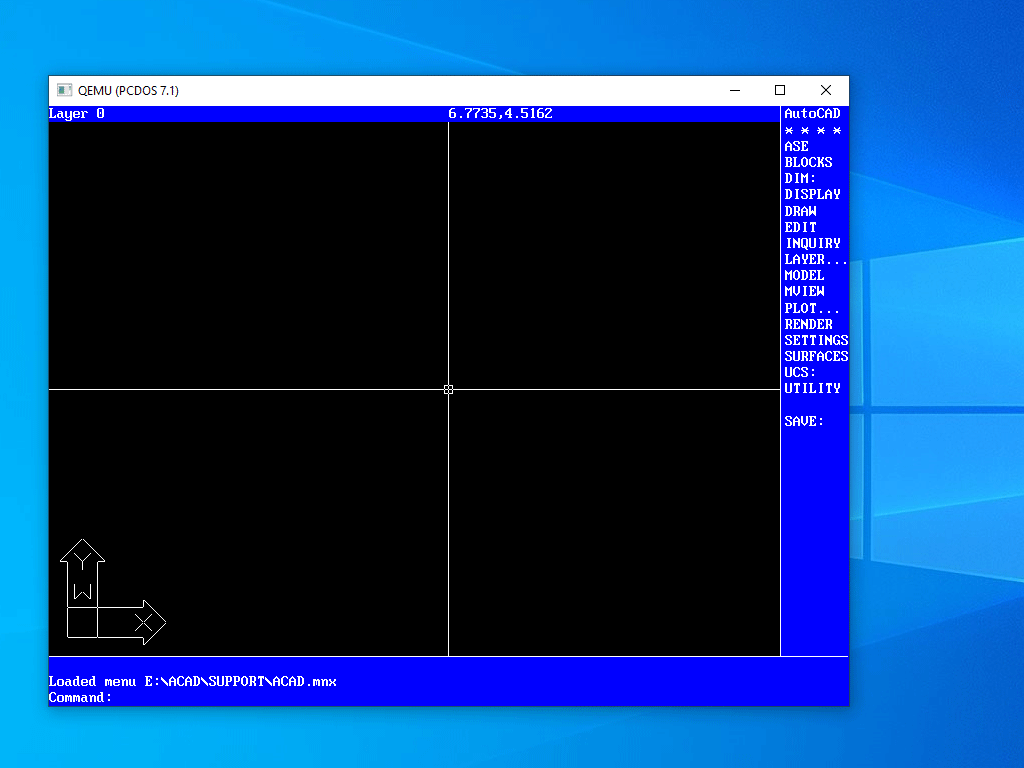 QEMU (PCDOS 7.1)
Layer 0 6.7735,4.5162 AutoCAD
* * * *
ASE
BLOCKS
DIM:
DISPLAY
DRAW
EDIT
INQUIRY
LAYER...
MODEL
MVIEW
PLOT...
RENDER
SETTINGS
SURFACES
UCS:
UTILITY
SAVE:
Y
W
X
Loaded menu E:\ACAD\SUPPORT\ACAD.mnx
Command: